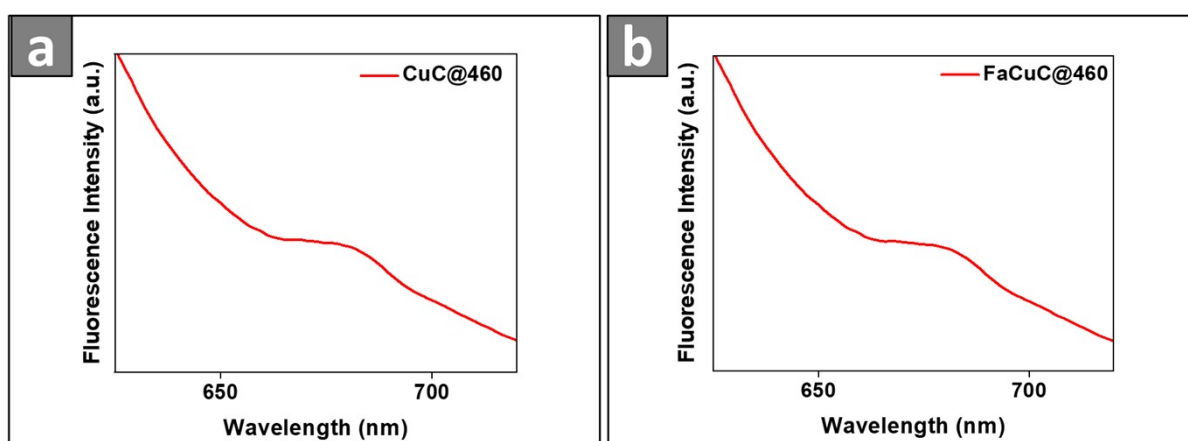 a
CuC@460
Fluorescence Intensity (a.u.)
650
700
Wavelength (nm)
b
FaCuC@460
Fluorescence Intensity (a.u.)
650
700
Wavelength (nm)